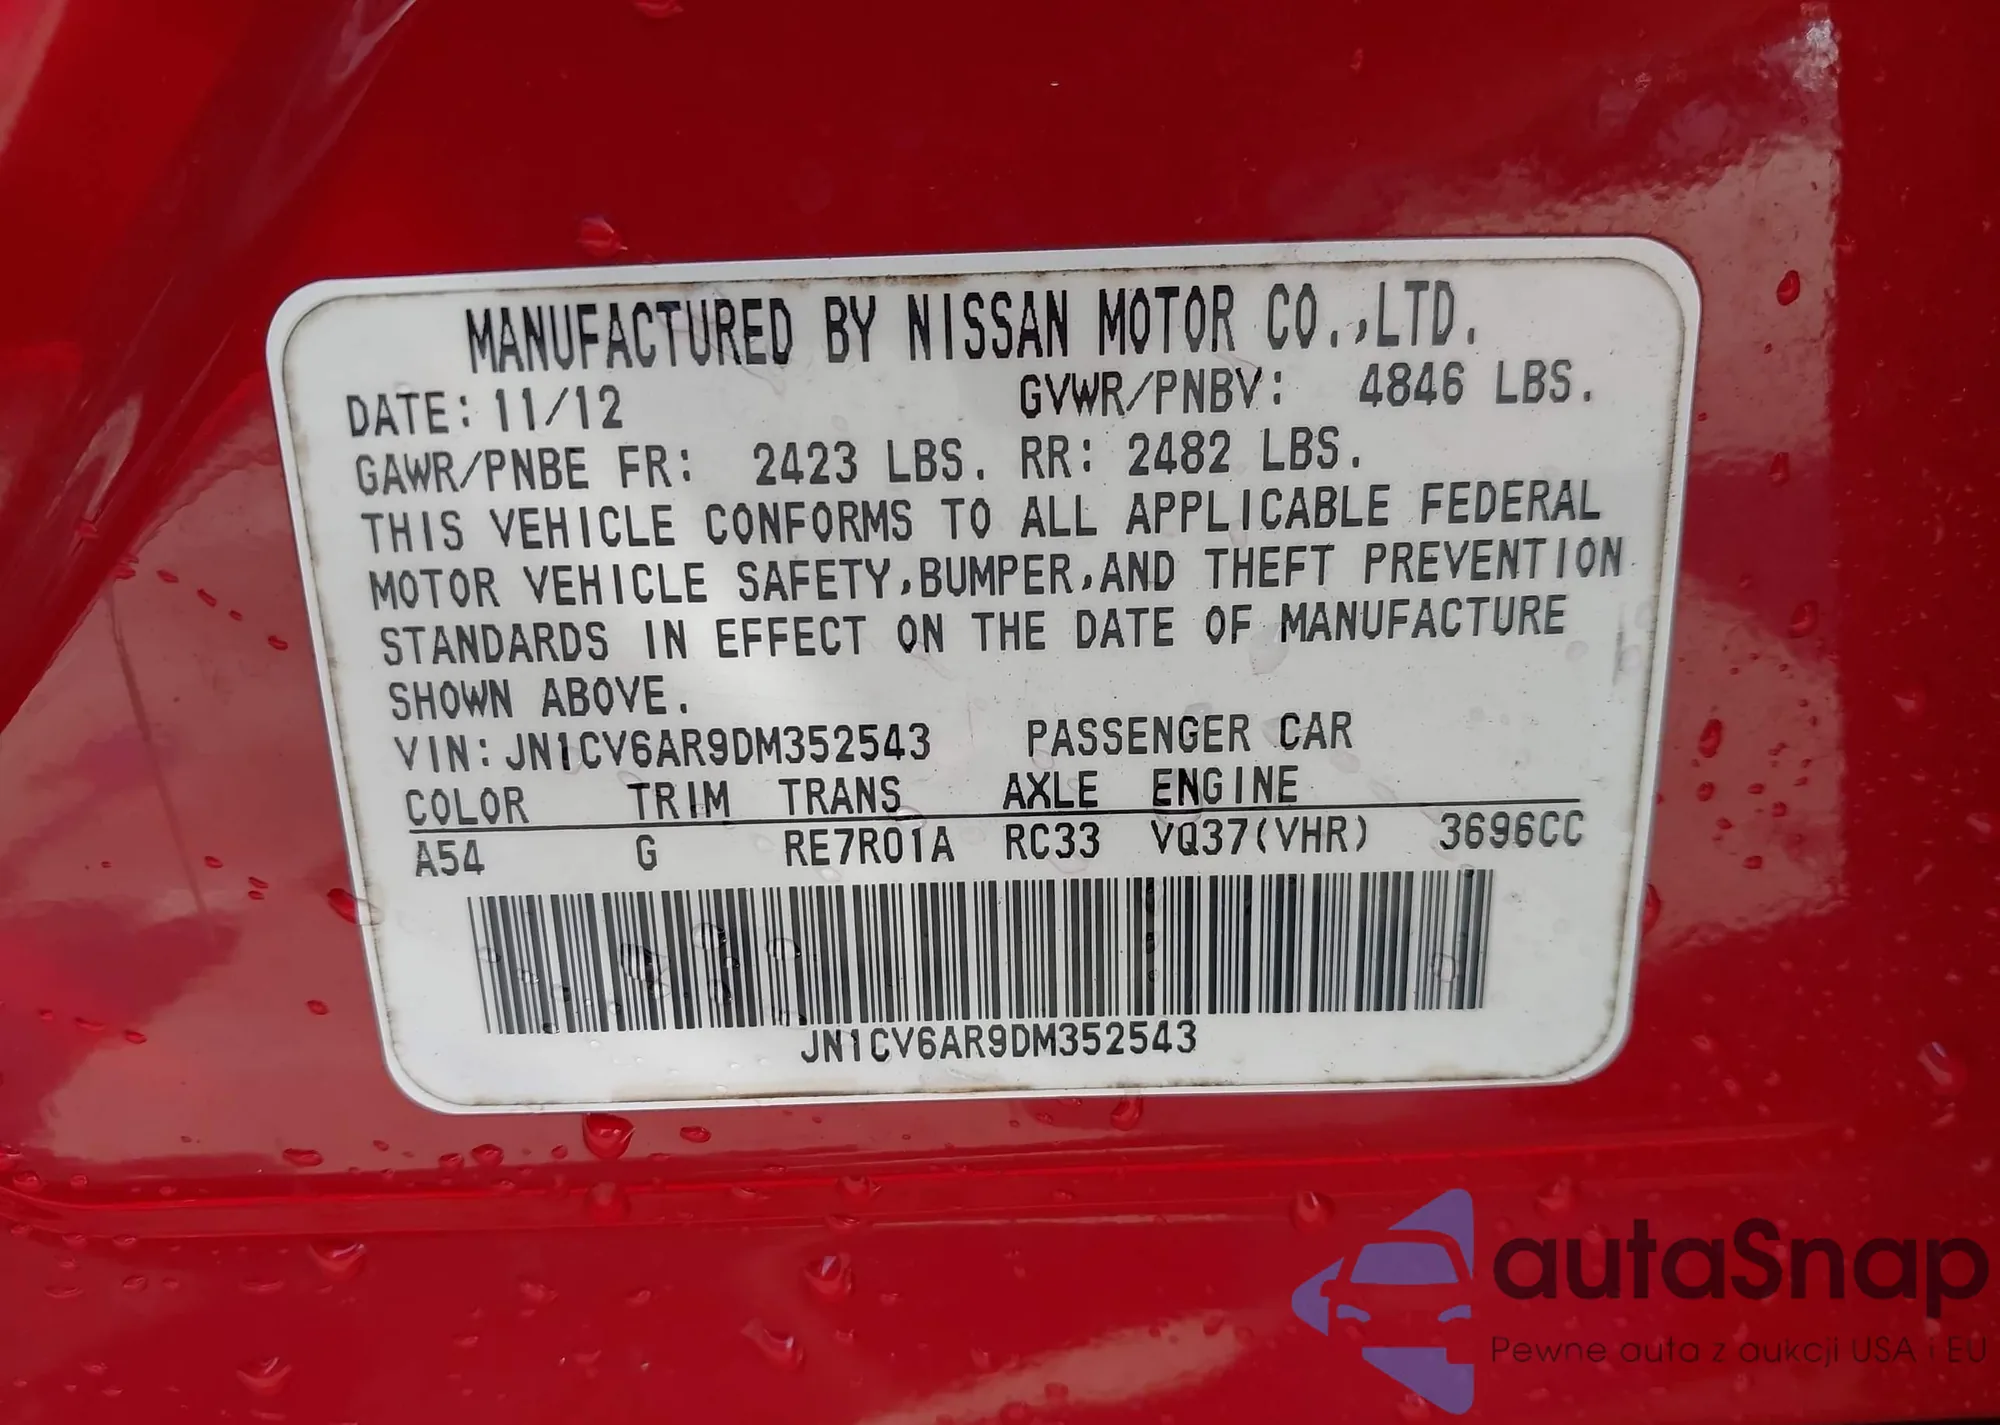 MANUFACTURED BY NISSAN MOTOR CO.,LTD.
DATE: 11/12 GVWR/PNBV: 4846 LBS.
GAWR/PNBE FR: 2423 LBS. RR: 2482 LBS.
THIS VEHICLE CONFORMS TO ALL APPLICABLE FEDERAL
MOTOR VEHICLE SAFETY,BUMPER,AND THEFT PREVENTION
STANDARDS IN EFFECT ON THE DATE OF MANUFACTURE
SHOWN ABOVE.
VIN: JN1CV6AR9DM352543 PASSENGER CAR
COLOR TRIM TRANS AXLE ENGINE
A54 G RE7R01A RC33 VQ37(VHR) 3696CC
JN1CV6AR9DM352543
autaSnap
Pewne auta z aukcji USA i EU